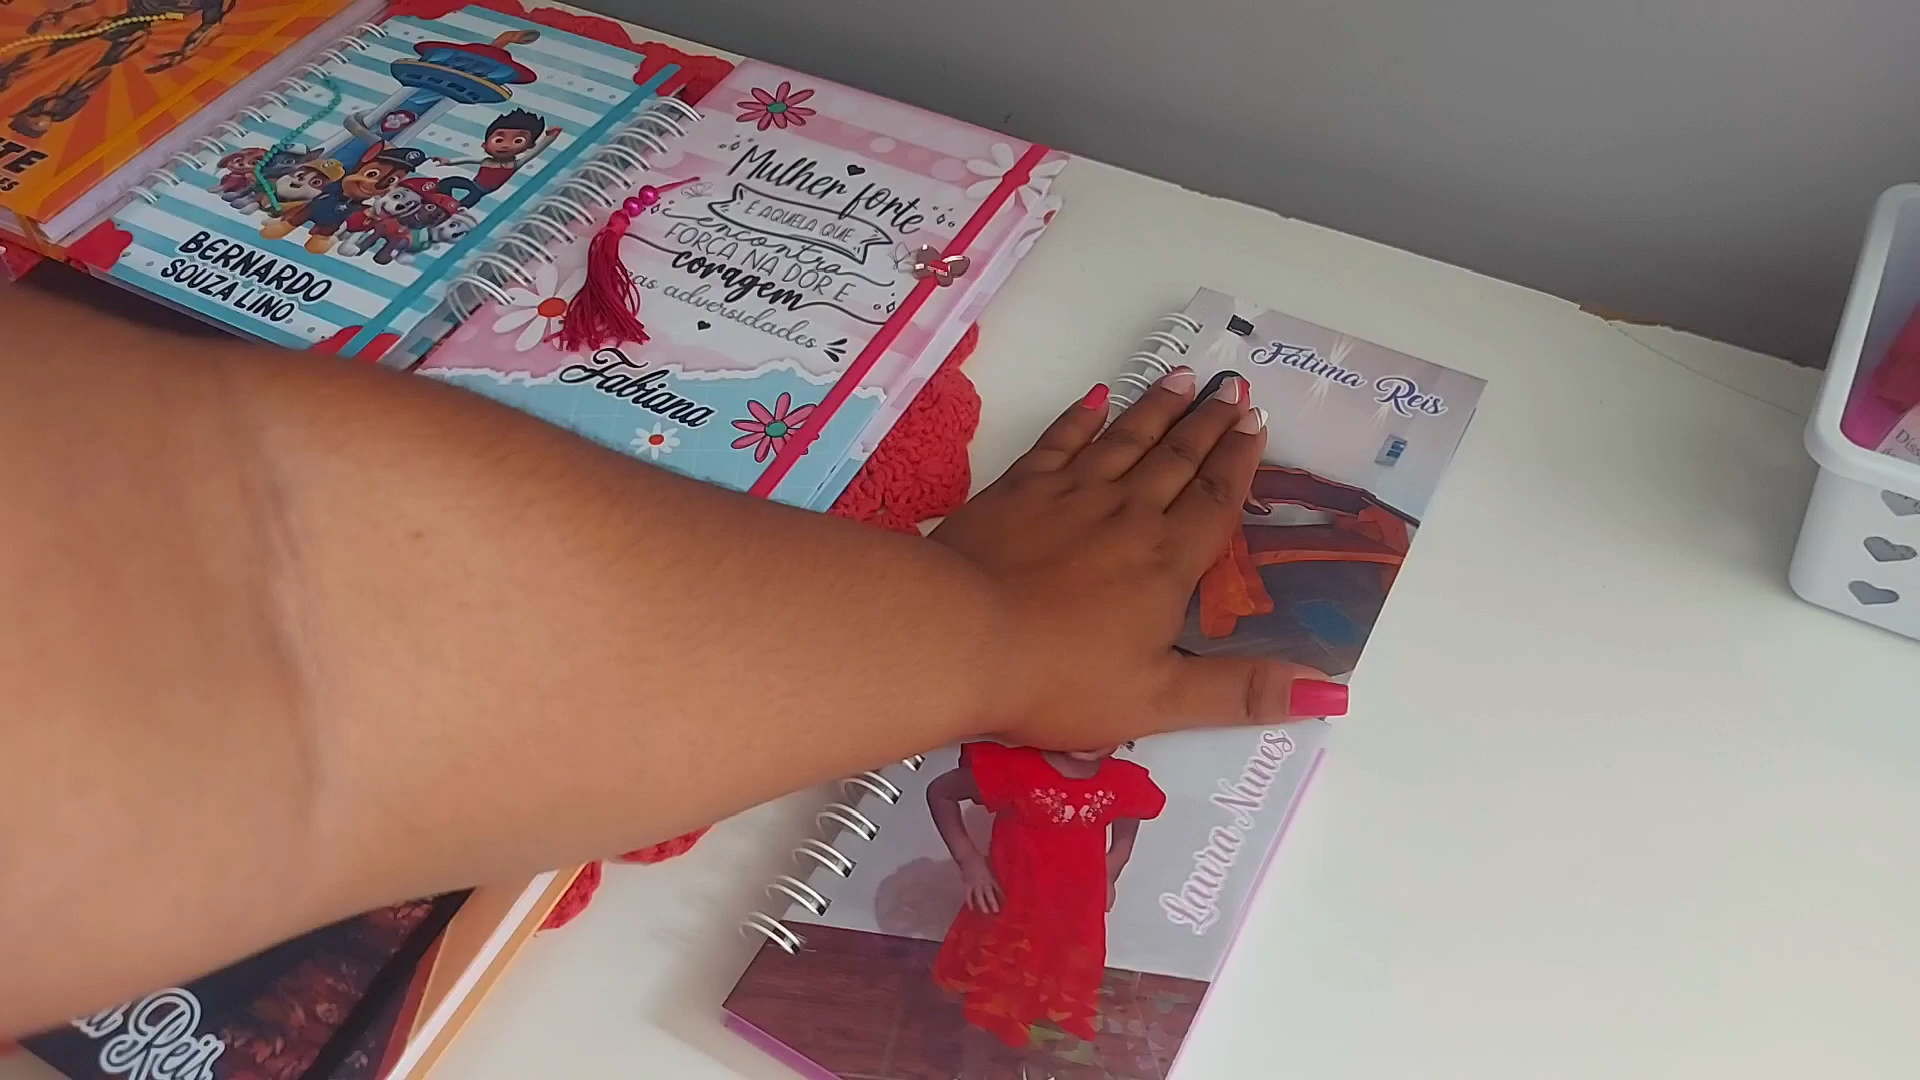 BERNARDO
SOUZA LINO
Mulher forte
É AQUELA QUE
encontra
FORÇA NA DOR E
coragem
nas adversidades
Fabiana
Fátima Reis
Laura Nunes
Reis